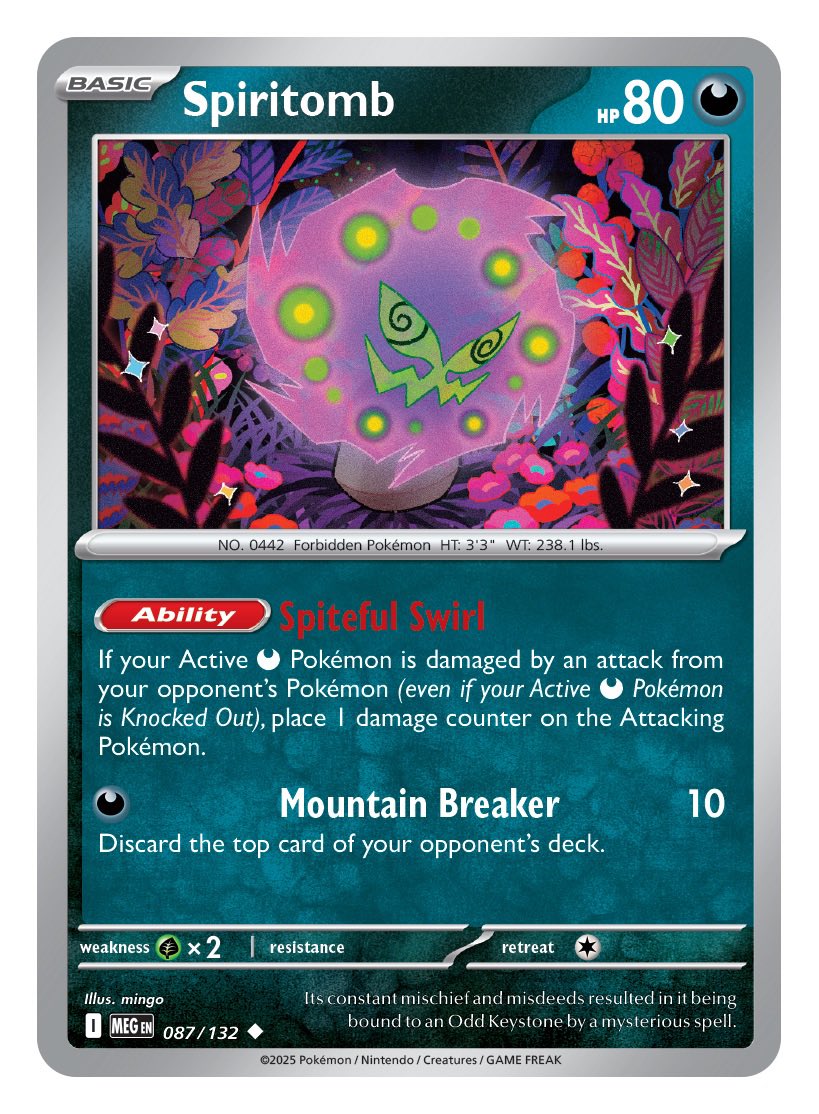 BASIC
Spiritomb
HP 80
NO. 0442 Forbidden Pokémon HT: 3'3" WT: 238.1 lbs.
Ability Spiteful Swirl
If your Active Pokémon is damaged by an attack from
your opponent's Pokémon (even if your Active Pokémon
is Knocked Out), place 1 damage counter on the Attacking
Pokémon.
Mountain Breaker 10
Discard the top card of your opponent's deck.
weakness ×2 | resistance retreat
Illus. mingo
Its constant mischief and misdeeds resulted in it being
bound to an Odd Keystone by a mysterious spell.
I MEG EN 087/132
©2025 Pokémon / Nintendo / Creatures / GAME FREAK